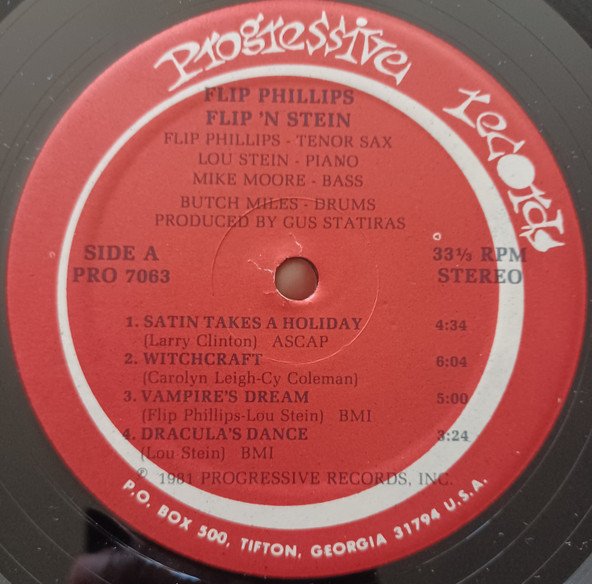 Progressive records
FLIP PHILLIPS
FLIP 'N STEIN
FLIP PHILLIPS - TENOR SAX
LOU STEIN - PIANO
MIKE MOORE - BASS
BUTCH MILES - DRUMS
PRODUCED BY GUS STATIRAS
SIDE A
PRO 7063
33⅓ RPM
STEREO
1. SATIN TAKES A HOLIDAY 4:34
(Larry Clinton) ASCAP
2. WITCHCRAFT 6:04
(Carolyn Leigh-Cy Coleman)
3. VAMPIRE'S DREAM 5:00
(Flip Phillips-Lou Stein) BMI
4. DRACULA'S DANCE 3:24
(Lou Stein) BMI
℗ 1981 PROGRESSIVE RECORDS, INC.
P.O. BOX 500, TIFTON, GEORGIA 31794 U.S.A.